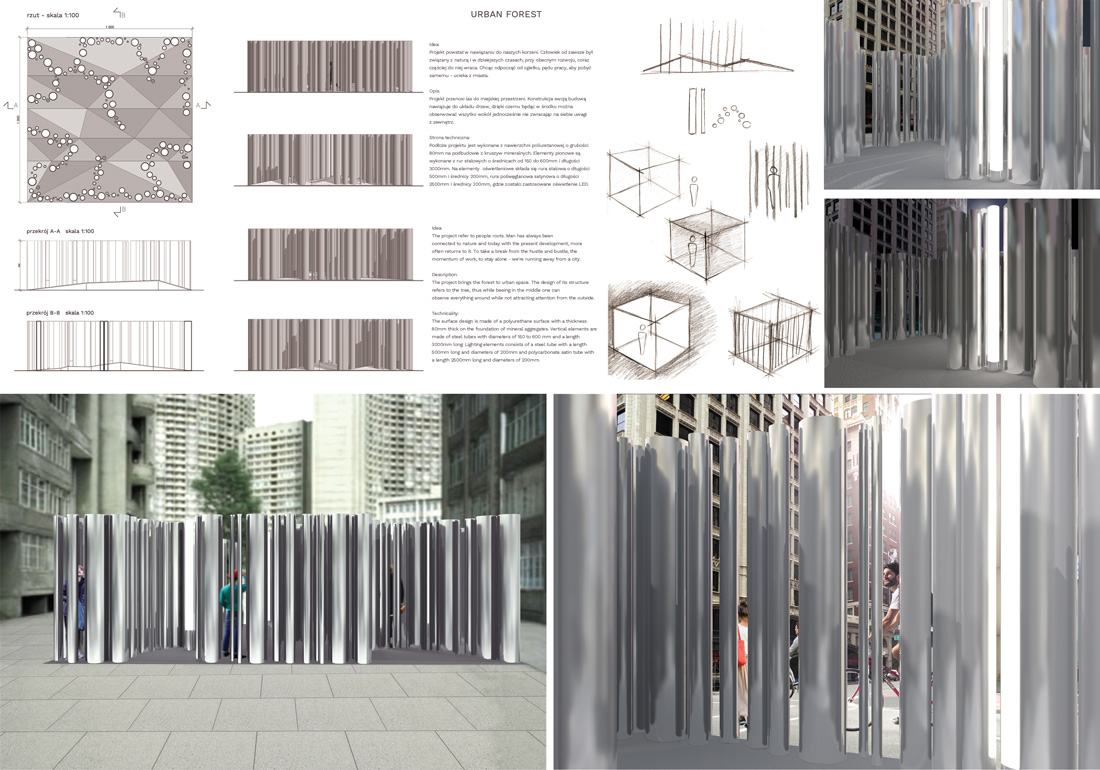 URBAN FOREST
rzut - skala 1:100
B
1 000
A
A
1 000
B
przekrój A-A skala 1:100
przekrój B-B skala 1:100
Idea:
Projekt powstał w nawiązaniu do naszych korzeni. Człowiek od zawsze był
związany z naturą i w dzisiejszych czasach, przy obecnym rozwoju, coraz
częściej do niej wraca. Chcąc odpocząć od zgiełku, pędu pracy, aby pobyć
samemu - ucieka z miasta.
Opis:
Projekt przenosi las do miejskiej przestrzeni. Konstrukcja swoją budową
nawiązuje do układu drzew, dzięki czemu będąc w środku można
obserwować wszytko wokół jednocześnie nie zwracając na siebie uwagi
z zewnątrz.
Strona techniczna:
Podłoże projektu jest wykonane z nawierzchni poliuretanowej o grubości
60mm na podbudowie z kruszyw mineralnych. Elementy pionowe są
wykonane z rur stalowych o średnicach od 150 do 600mm i długości
3000mm. Na elementy oświetleniowe składa się rura stalowa o długości
500mm i średnicy 200mm, rura poliwęglanowa satynowa o długości
2500mm i średnicy 200mm, gdzie zostało zastosowane oświetlenie LED.
Idea:
The project refer to people roots. Man has always been
connected to nature and today with the present development, more
often returns to it. To take a break from the hustle and bustle, the
momentum of work, to stay alone - we're running away from a city.
Description:
The project brings the forest to urban space. The design of its structure
refers to the tree, thus while beeing in the middle one can
observe everything around while not attracting attention from the outside.
Technicality:
The surface design is made of a polyurethane surface with a thickness
60mm thick on the foundation of mineral aggregates. Vertical elements are
made of steel tubes with diameters of 150 to 600 mm and a length
3000mm long. Lighting elements consists of a steel tube with a length
500mm long and diameters of 200mm and polycarbonate satin tube with
a length 2500mm long and diameters of 200mm.